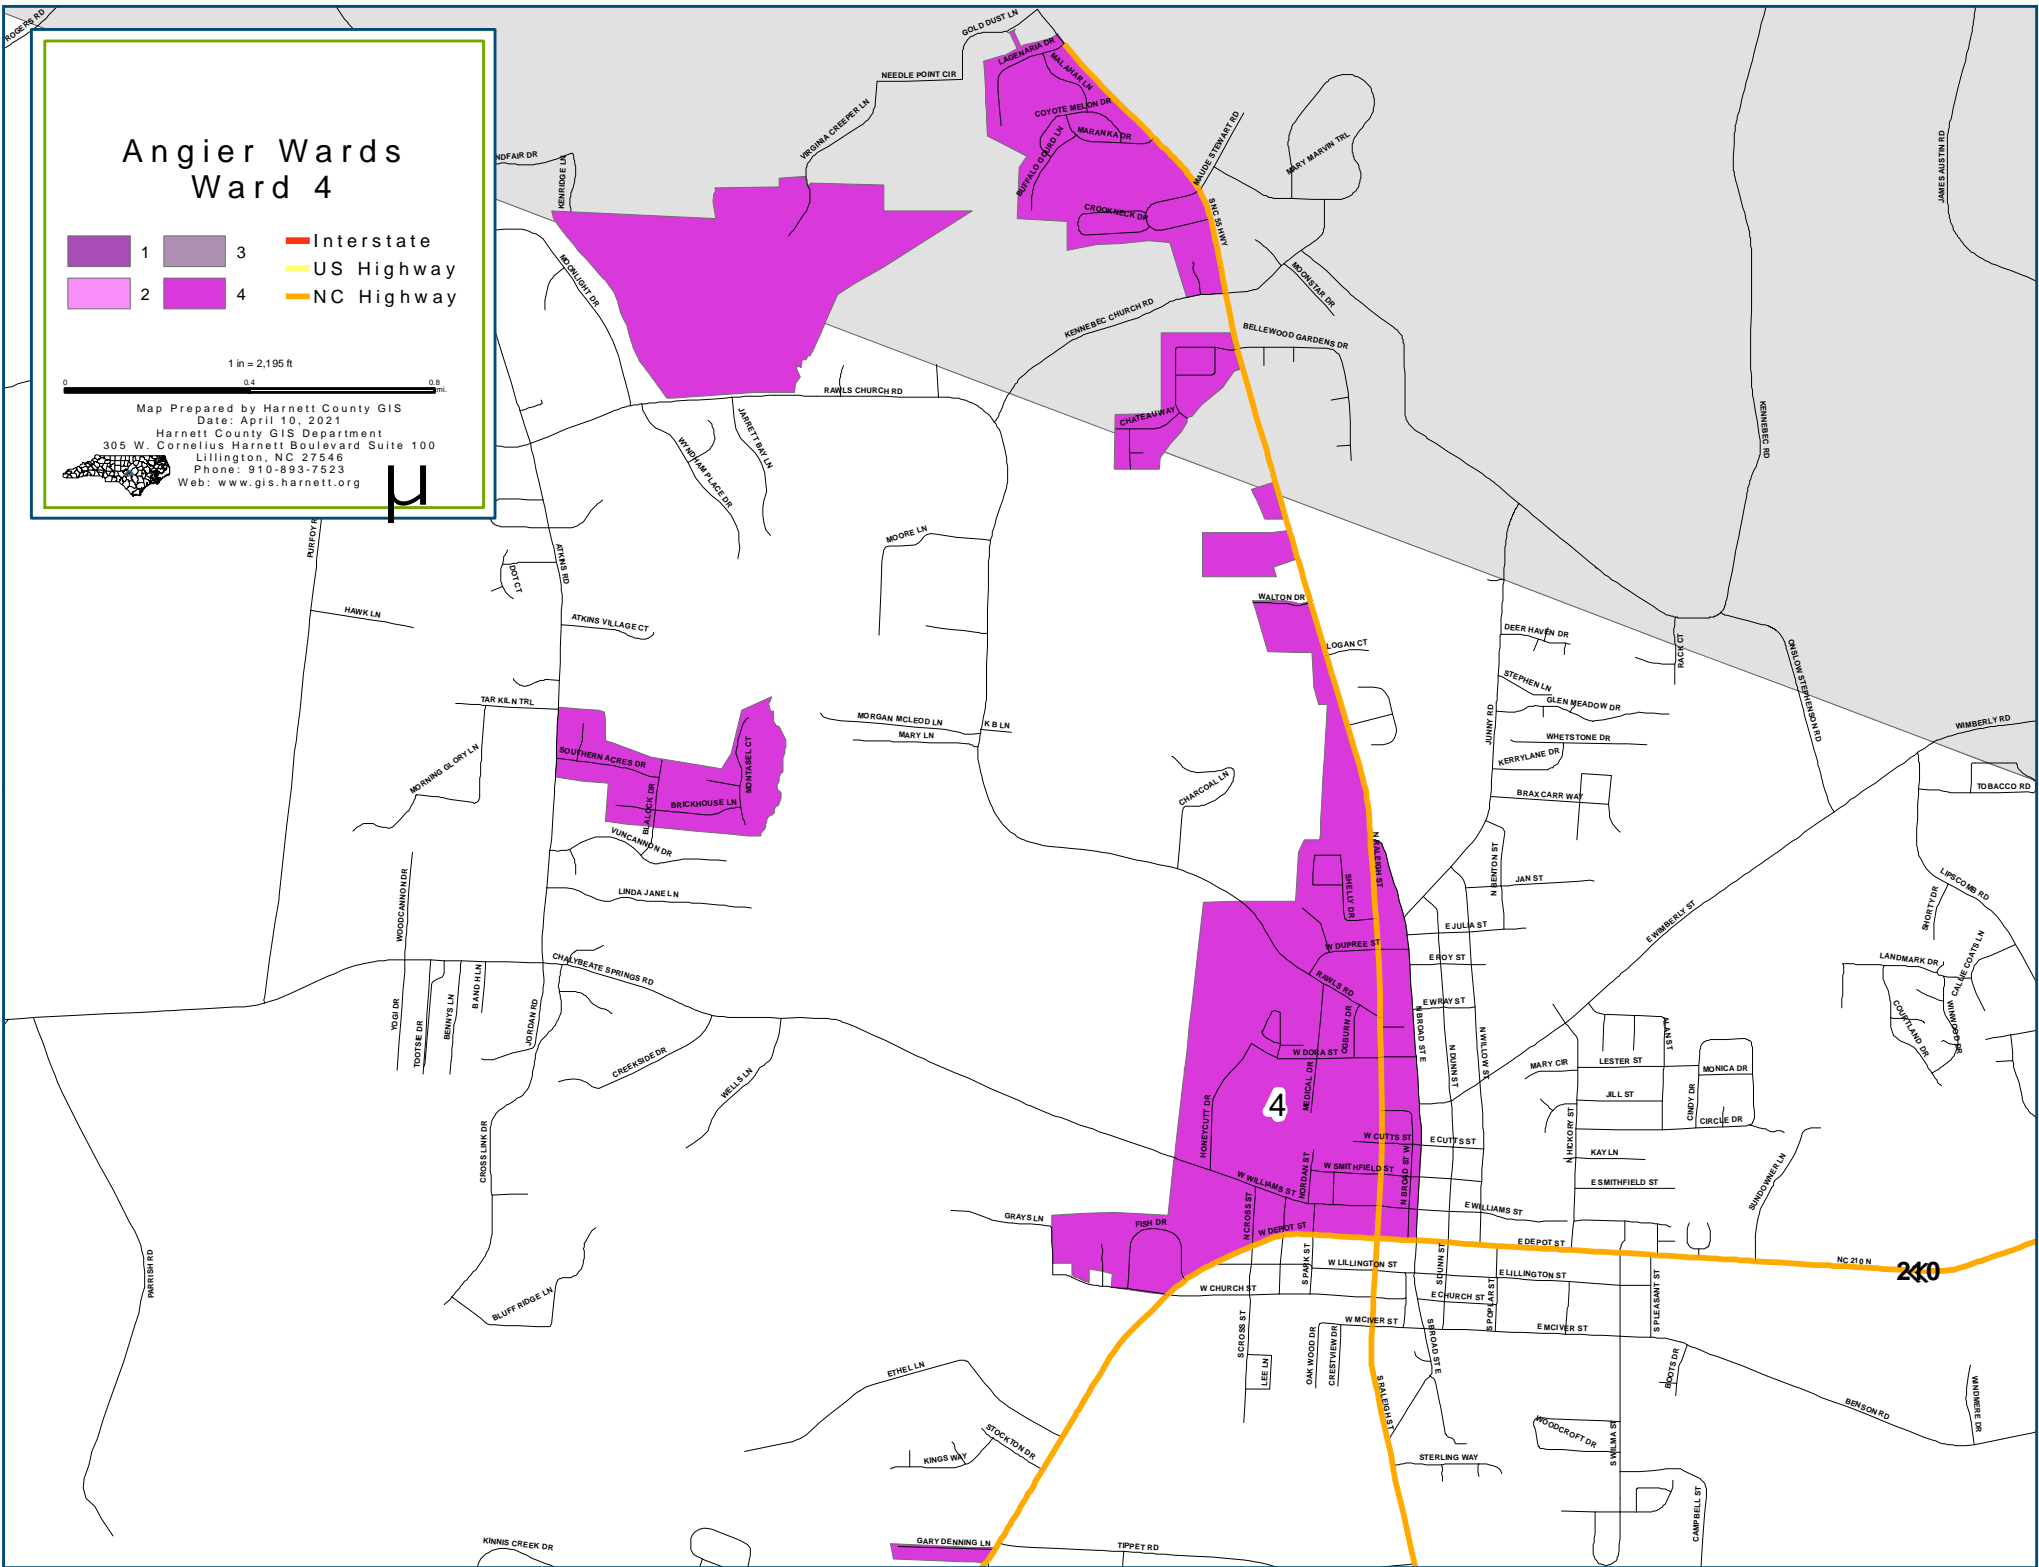 ROGERS RD
Angier Wards
Ward 4
1
3
2
4
Interstate
US Highway
NC Highway
1 in = 2,195 ft
0
0.4
0.8
mi.
Map Prepared by Harnett County GIS
Date: April 10, 2021
Harnett County GIS Department
305 W. Cornelius Harnett Boulevard Suite 100
Lillington, NC 27546
Phone: 910-893-7523
Web: www.gis.harnett.org
µ
GOLD DUST LN
LAGENARIA DR
MALAHAR LN
NEEDLE POINT CIR
COYOTE MELON DR
MARANKA DR
BUFFALO GOURD LN
VIRGINIA CREEPER LN
MAUDE STEWART RD
MARY MARVIN TRL
JAMES AUSTIN RD
NDFAIR DR
KENRIDGE LN
CROOKNECK DR
SNC 55 HWY
MOONLIGHT DR
MOONSTAR DR
KENNEBEC CHURCH RD
BELLEWOOD GARDENS DR
RAWLS CHURCH RD
CHATEAU WAY
KENNEBEC RD
JARRETT BAY LN
WYNDHAM PLACE DR
PURFOY R
ATKINS RD
MOORE LN
DOT CT
HAWK LN
ATKINS VILLAGE CT
WALTON DR
LOGAN CT
DEER HAVEN DR
RACK CT
ONSLOW STEPHENSON RD
STEPHEN LN
GLEN MEADOW DR
JUNNY RD
WIMBERLY RD
TAR KILN TRL
MORGAN MCLEOD LN
K B LN
MARY LN
WHETSTONE DR
KERRYLANE DR
MORNING GLORY LN
SOUTHERN ACRES DR
MONTASEL CT
BLALOCK DR
BRICKHOUSE LN
CHARCOAL LN
BRAX CARR WAY
TOBACCO RD
VUNCANNON DR
N RALEIGH ST
N BENTON ST
WOODCANNON DR
LINDA JANE LN
SHELLY DR
JAN ST
LIPSCOMB RD
SHORTY DR
E JULIA ST
E WIMBERLY ST
W DUPREE ST
CHALYBEATE SPRINGS RD
E ROY ST
LANDMARK DR
CALLIE COATS LN
BAND H LN
RAWLS RD
YOGI DR
TOOTSIE DR
BENNYS LN
JORDAN RD
E WRAY ST
OGBURN DR
N BROAD ST E
N WILLOW ST
ALAN ST
COURTLAND DR
WINWOOD DR
CREEKSIDE DR
W DORA ST
N DUNN ST
MARY CIR
LESTER ST
MONICA DR
WELLS LN
MEDICAL DR
4
JILL ST
CINDY DR
CIRCLE DR
HONEYCUTT DR
CROSS LINK DR
W CUTTS ST
E CUTTS ST
N HICKORY ST
KAY LN
W SMITHFIELD ST
N BROAD ST W
E SMITHFIELD ST
SUNDOWNER LN
W WILLIAMS ST
NORDAN ST
E WILLIAMS ST
GRAYS LN
FISH DR
N CROSS ST
W DEPOT ST
E DEPOT ST
PARRISH RD
W LILLINGTON ST
S PARK ST
S DUNN ST
E LILLINGTON ST
NC 210 N
210
W CHURCH ST
E CHURCH ST
S POPLAR ST
S PLEASANT ST
BLUFF RIDGE LN
W MCIVER ST
E MCIVER ST
S CROSS ST
OAK WOOD DR
CRESTVIEW DR
S BROAD ST E
LEE LN
BOOTS DR
ETHEL LN
S RALEIGH ST
BENSON RD
WINDMERE DR
STOCKTON DR
WOODCROFT DR
S WILMA ST
KINGS WAY
STERLING WAY
CAMPBELL ST
KINNIS CREEK DR
GARY DENNING LN
TIPPET RD